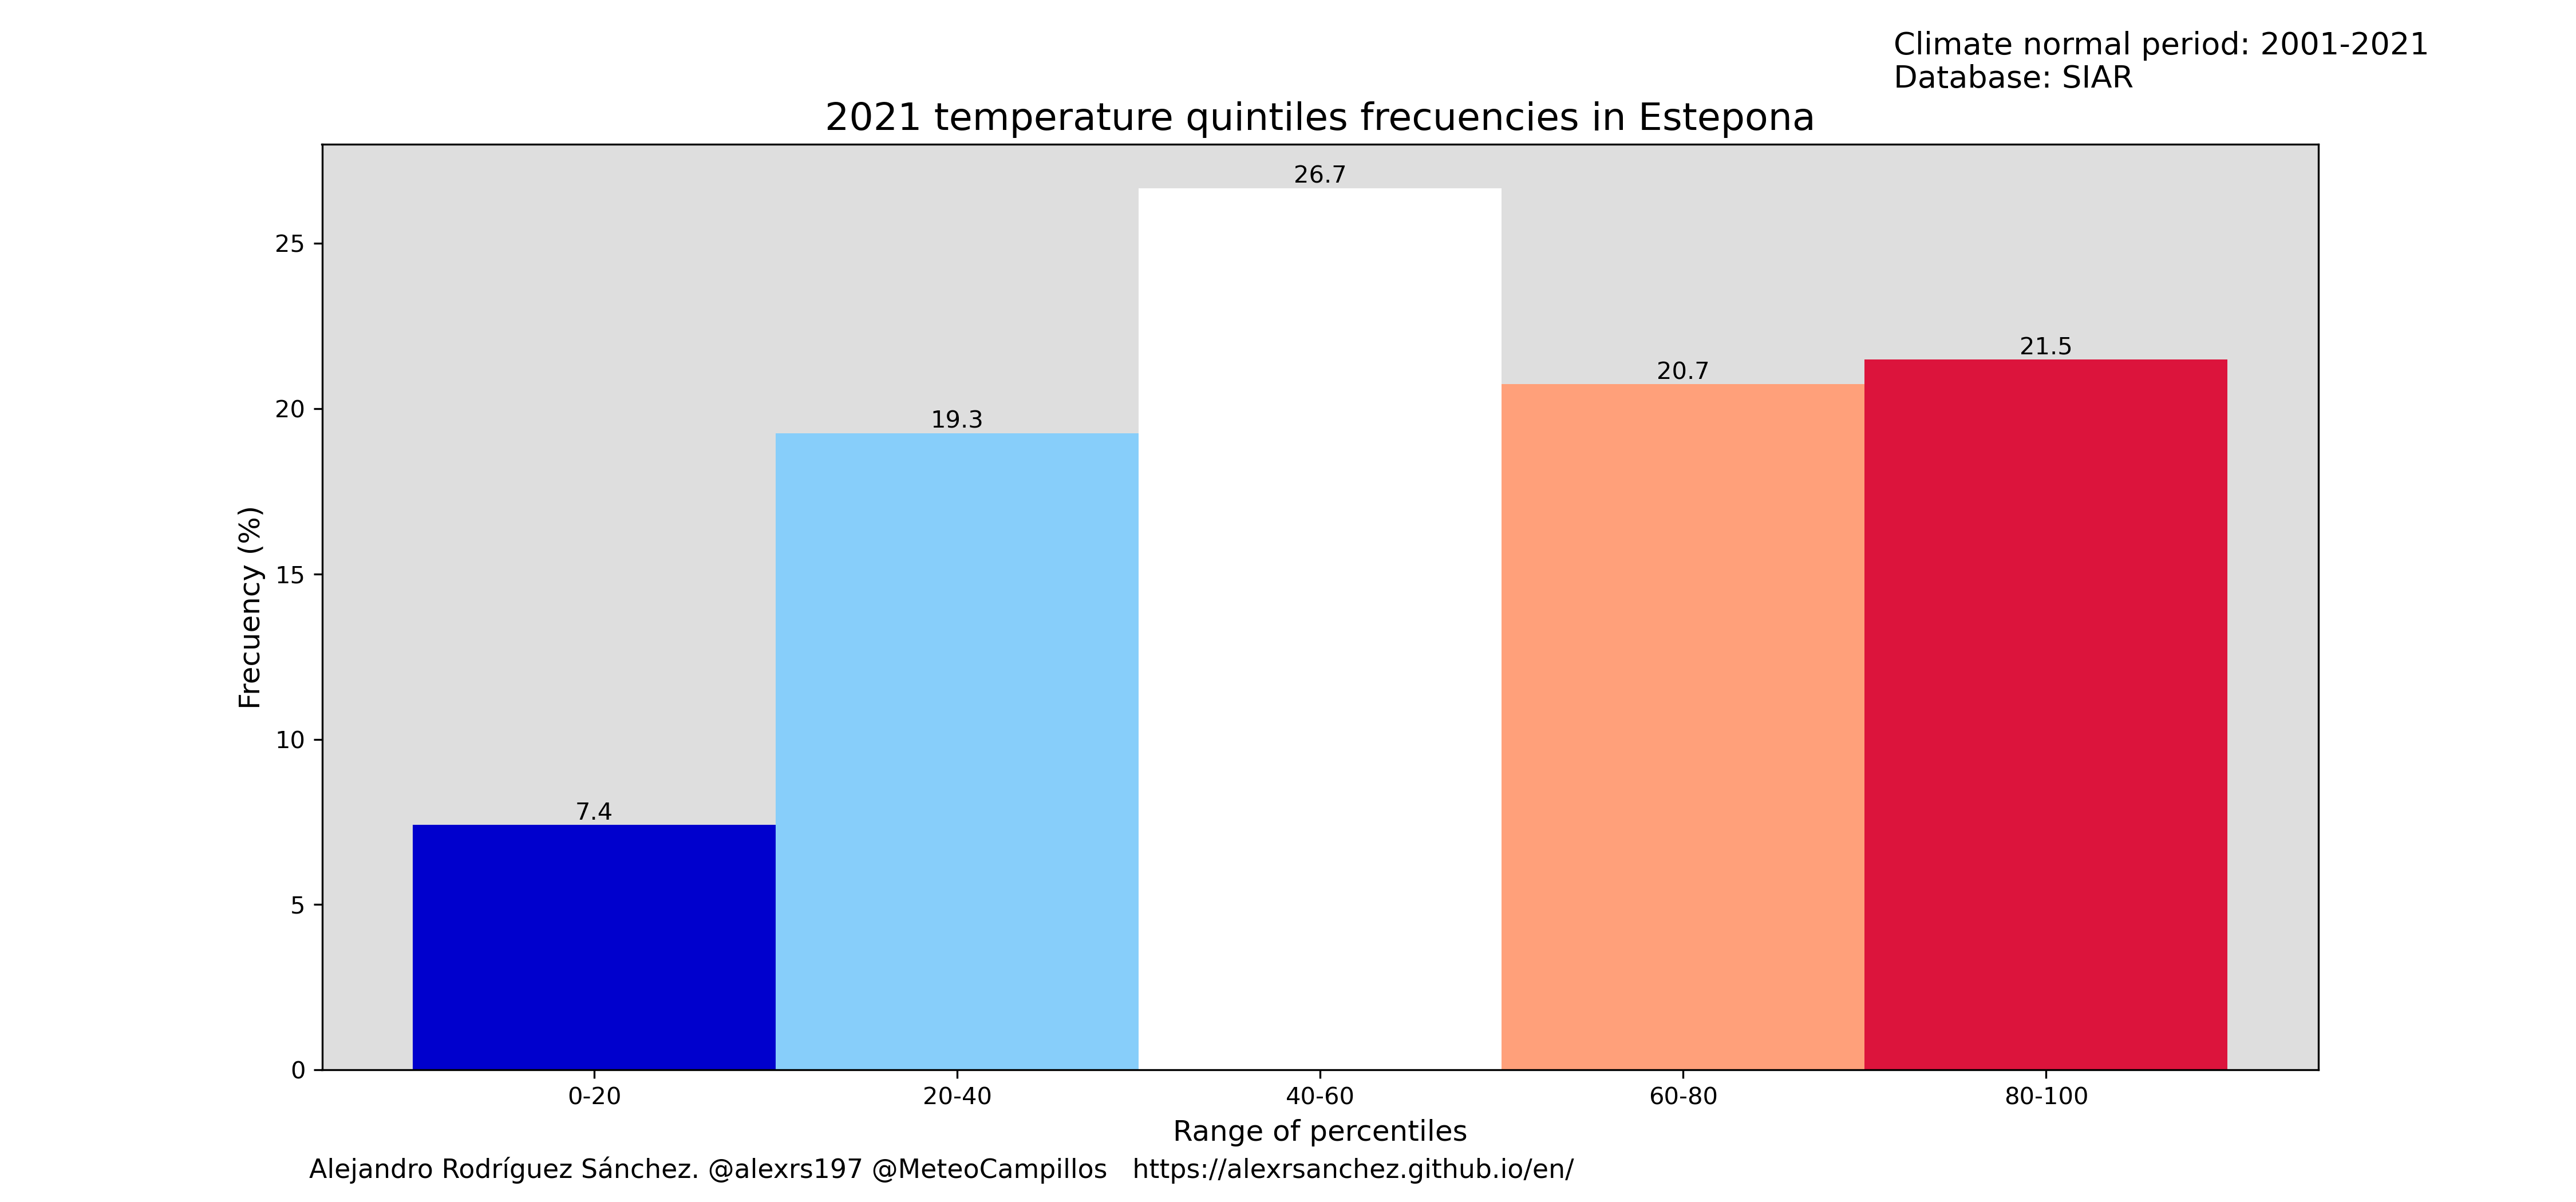 Climate normal period: 2001-2021
Database: SIAR
2021 temperature quintiles frecuencies in Estepona
26.7
25
21.5
20.7
20
19.3
Frecuency (%)
15
10
7.4
5
0
0-20 20-40 40-60 60-80 80-100
Range of percentiles
Alejandro Rodríguez Sánchez. @alexrs197 @MeteoCampillos https://alexrsanchez.github.io/en/